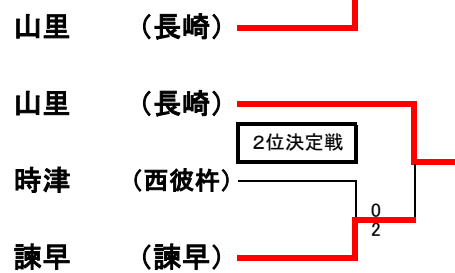 山里 （長崎）
山里 （長崎）
２位決定戦
時津 （西彼杵）
0
2
諫早 （諫早）